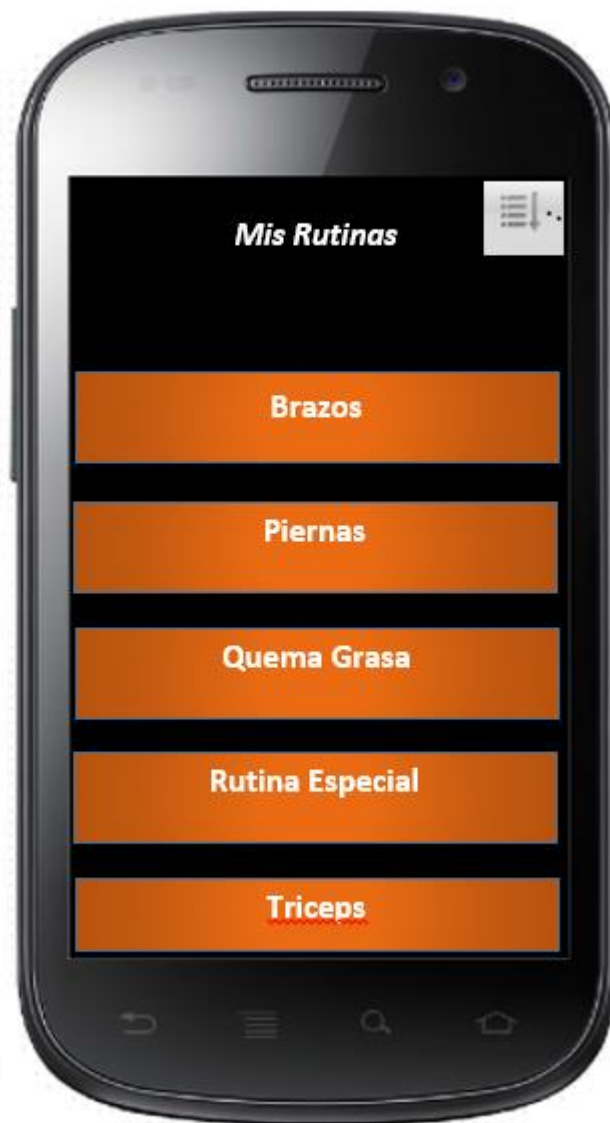 Mis Rutinas
Brazos
Piernas
Quema Grasa
Rutina Especial
Triceps